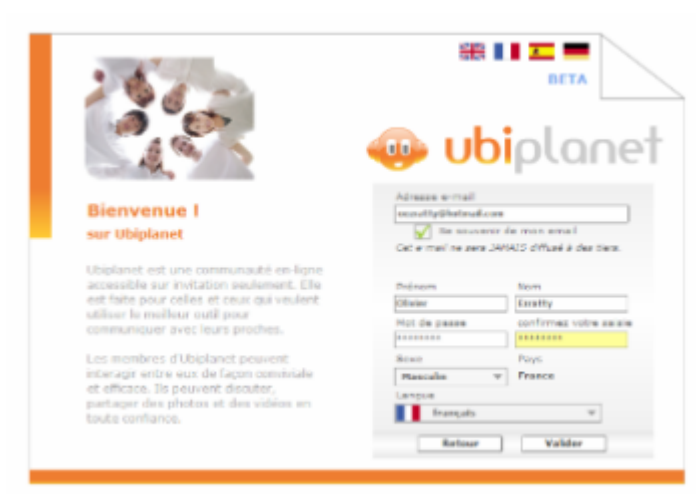 BETA
ubiplanet
Adresse e-mail
Se souvenir de mon email
Cet e-mail ne sera JAMAIS diffusé à des tiers.
Bienvenue !
sur Ubiplanet
Ubiplanet est une communauté en-ligne
accessible sur invitation seulement. Elle
est faite pour celles et ceux qui veulent
utiliser le meilleur outil pour
communiquer avec leurs proches.
Les membres d'Ubiplanet peuvent
interagir entre eux de façon conviviale
et efficace. Ils peuvent discuter,
partager des photos et des vidéos en
toute confiance.
Prénom Nom
Olivier Ezratty
Mot de passe confirmez votre
******** ********
Sexe Pays
Masculin France
Langue
français
Retour Valider